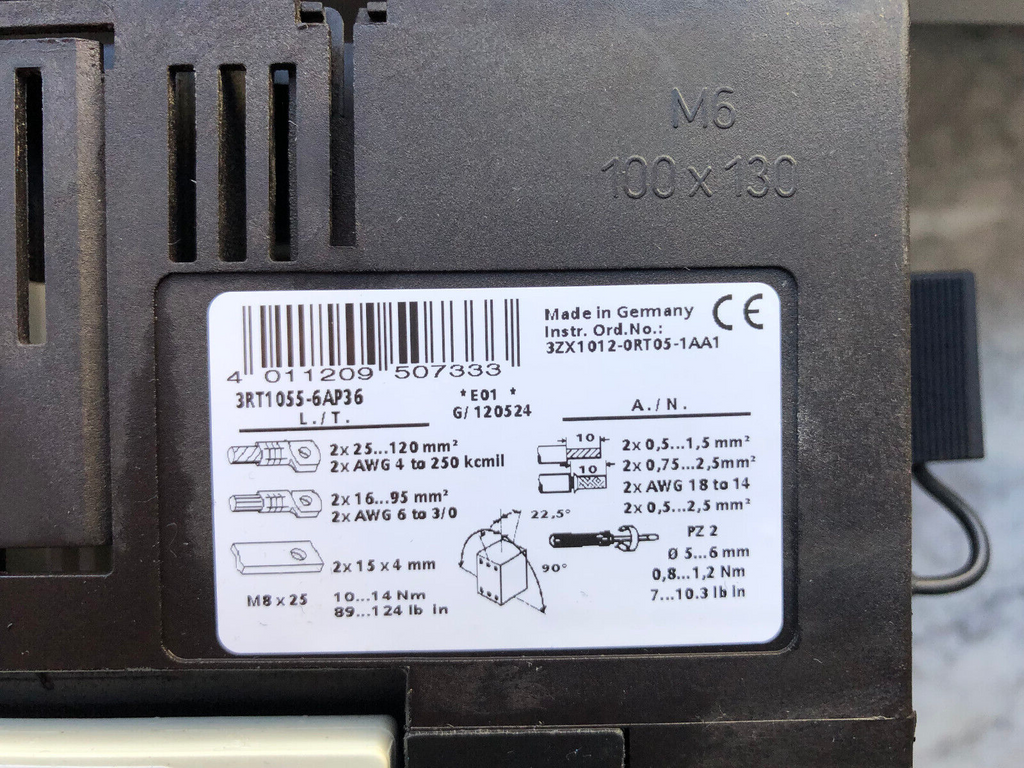 M6
100 x 130
4 011209 507333
3RT1055-6AP36
*E01 *
G/ 120524
Made in Germany
Instr. Ord.No.:
3ZX1012-0RT05-1AA1
CE
L./T.
2x 25...120 mm²
2x AWG 4 to 250 kcmil
2x 16...95 mm²
2x AWG 6 to 3/0
2x 15 x 4 mm
M8 x 25
10...14 Nm
89...124 lb in
22,5°
90°
A./N.
10
2x 0,5...1,5 mm²
2x 0,75...2,5mm²
10
2x AWG 18 to 14
2x 0,5...2,5 mm²
PZ 2
Ø 5...6 mm
0,8...1,2 Nm
7...10.3 lb in